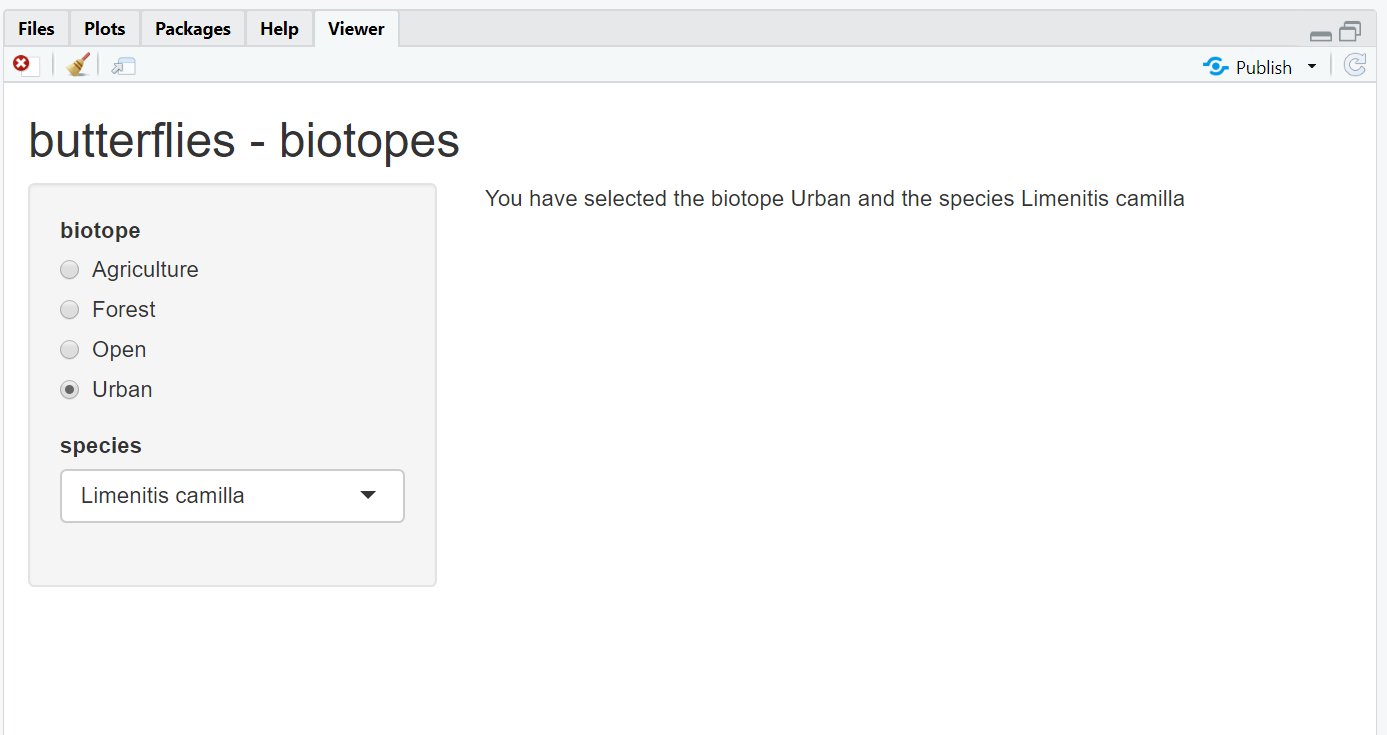 Files Plots Packages Help Viewer
Publish
butterflies - biotopes
biotope
Agriculture
Forest
Open
Urban
species
Limenitis camilla
You have selected the biotope Urban and the species Limenitis camilla